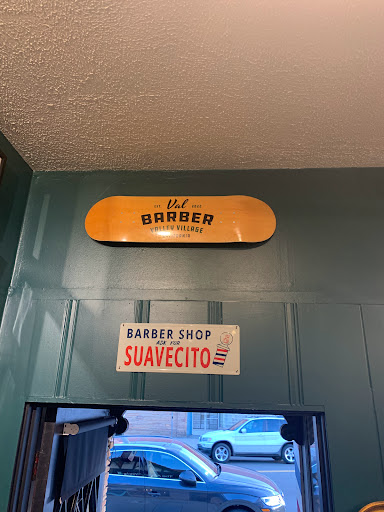 Val
EST. 2022
BARBER
VALLEY VILLAGE
BARBER SHOP
ASK FOR
SUAVECITO